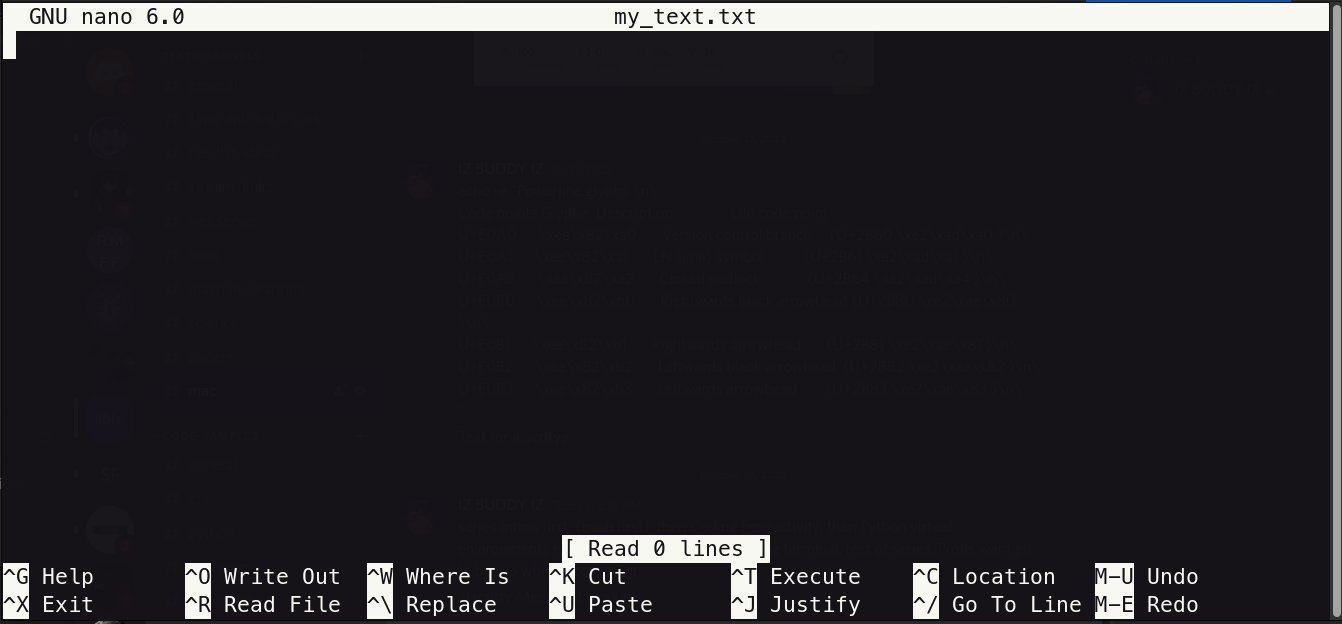 GNU nano 6.0 my_text.txt
[ Read 0 lines ]
^G Help ^O Write Out ^W Where Is ^K Cut ^T Execute ^C Location M-U Undo
^X Exit ^R Read File ^\ Replace ^U Paste ^J Justify ^/ Go To Line M-E Redo